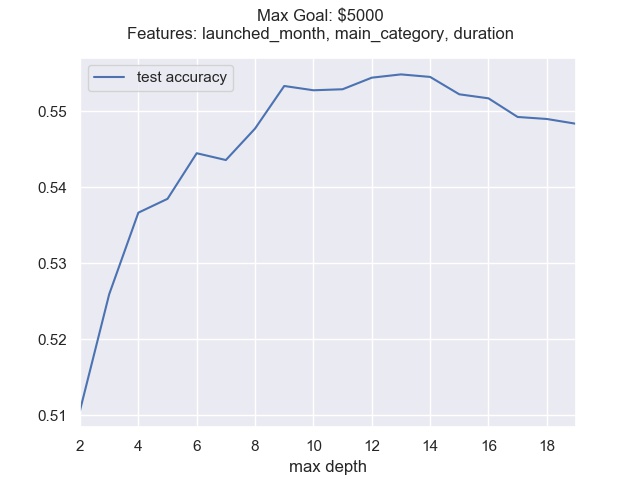 Max Goal: $5000
Features: launched_month, main_category, duration
test accuracy
0.55
0.54
0.53
0.52
0.51
2 4 6 8 10 12 14 16 18
max depth